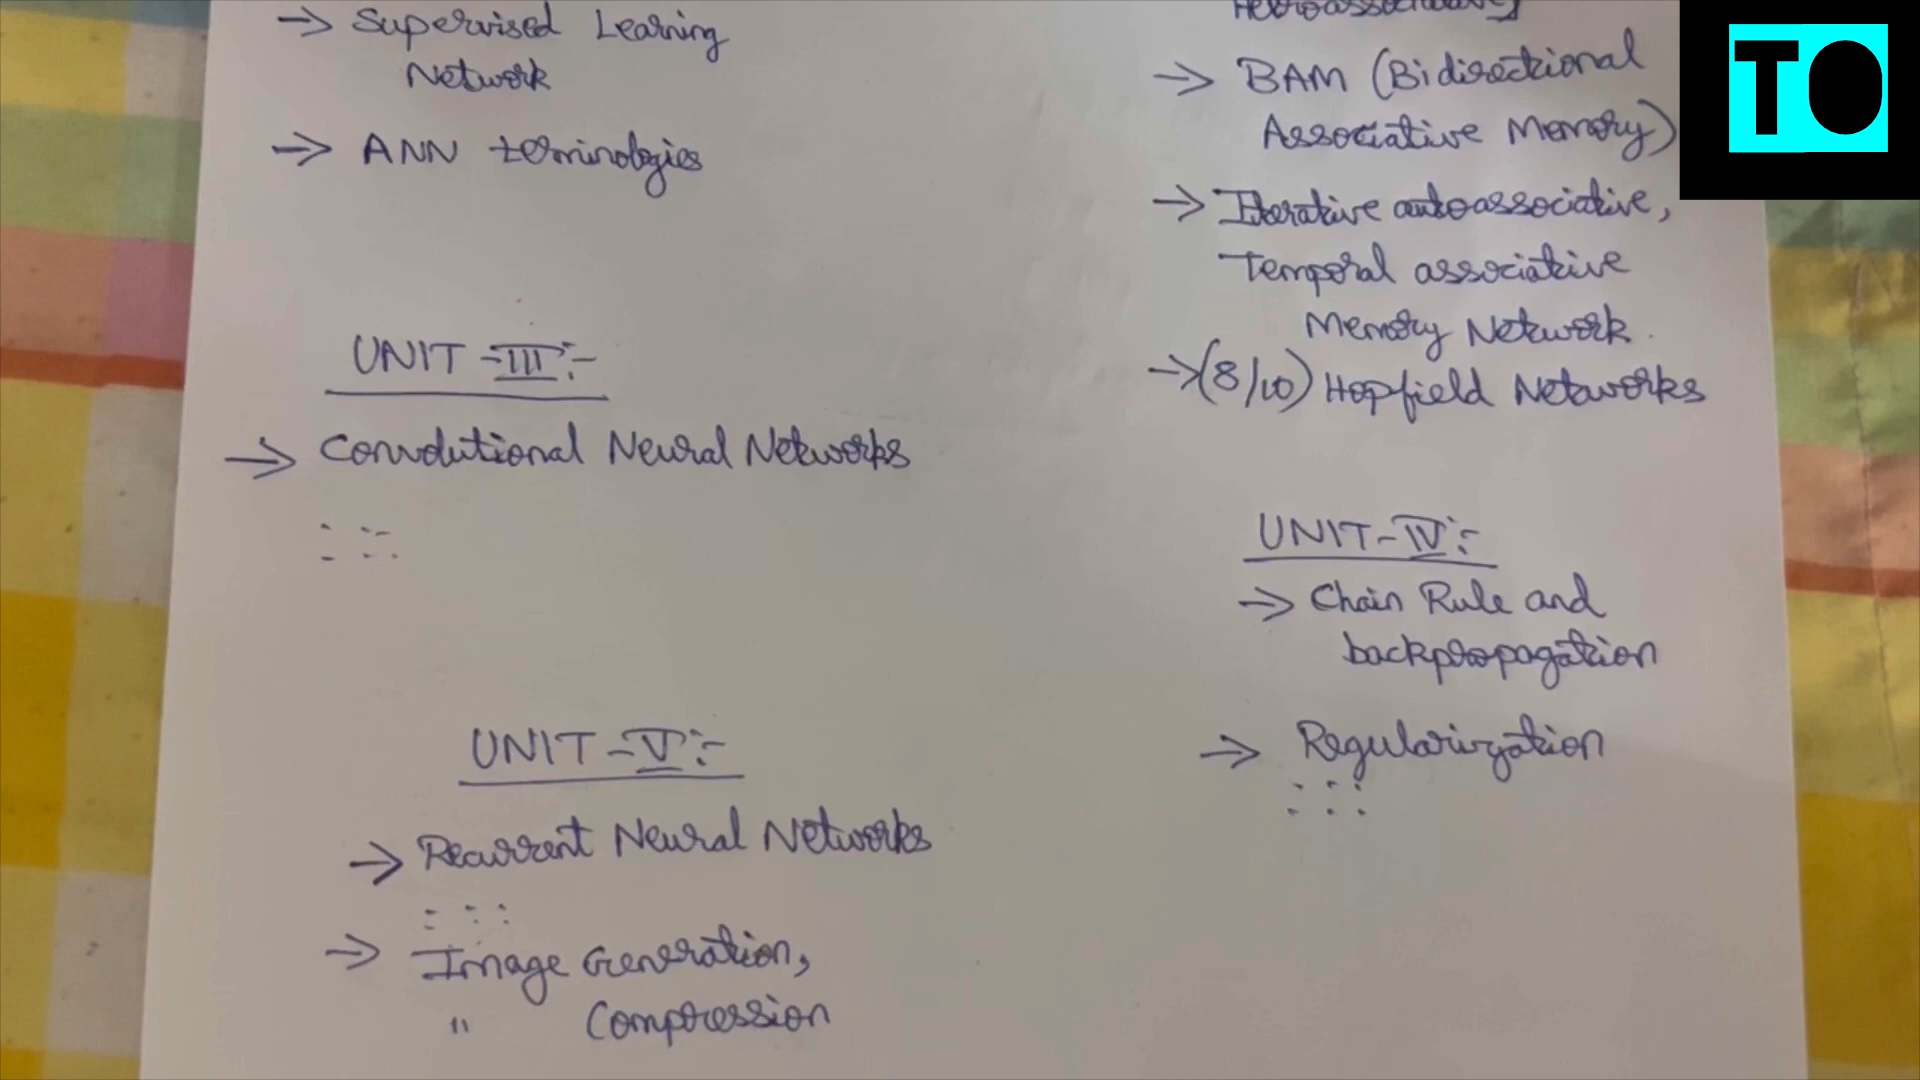 → Supervised Learning
Network
→ ANN terminologies
UNIT-III:-
→ Convolutional Neural Networks
UNIT-V:-
→ Recurrent Neural Networks
→ Image Generation,
" Compression
→ BAM (Bidirectional
Associative Memory)
→ Iterative autoassociative,
Temporal associative
Memory Network.
→ (8/10) Hopfield Networks
UNIT-IV:-
→ Chain Rule and
backpropagation
→ Regularization
TO